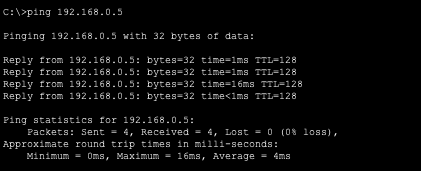 C:\>ping 192.168.0.5
Pinging 192.168.0.5 with 32 bytes of data:
Reply from 192.168.0.5: bytes=32 time=1ms TTL=128
Reply from 192.168.0.5: bytes=32 time=1ms TTL=128
Reply from 192.168.0.5: bytes=32 time=16ms TTL=128
Reply from 192.168.0.5: bytes=32 time<1ms TTL=128
Ping statistics for 192.168.0.5:
    Packets: Sent = 4, Received = 4, Lost = 0 (0% loss),
Approximate round trip times in milli-seconds:
    Minimum = 0ms, Maximum = 16ms, Average = 4ms